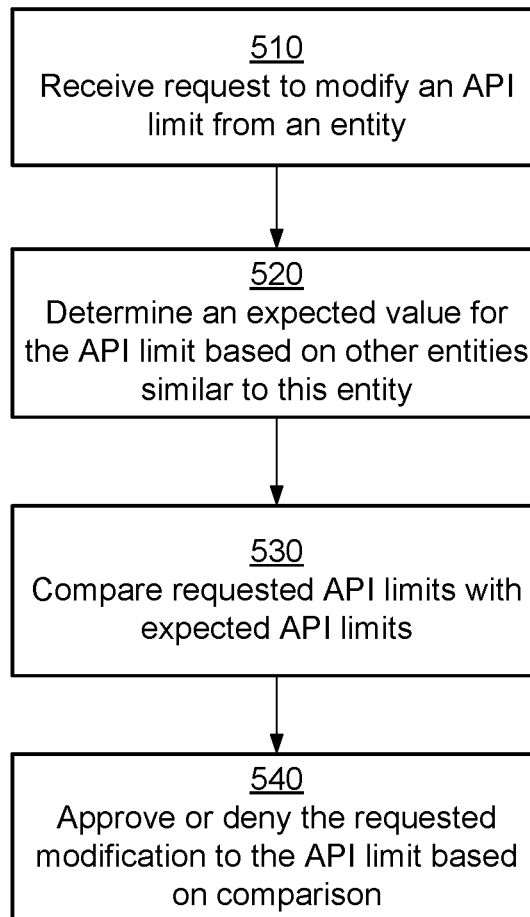 510
Receive request to modify an API
limit from an entity
520
Determine an expected value for
the API limit based on other entities
similar to this entity
530
Compare requested API limits with
expected API limits
540
Approve or deny the requested
modification to the API limit based
on comparison